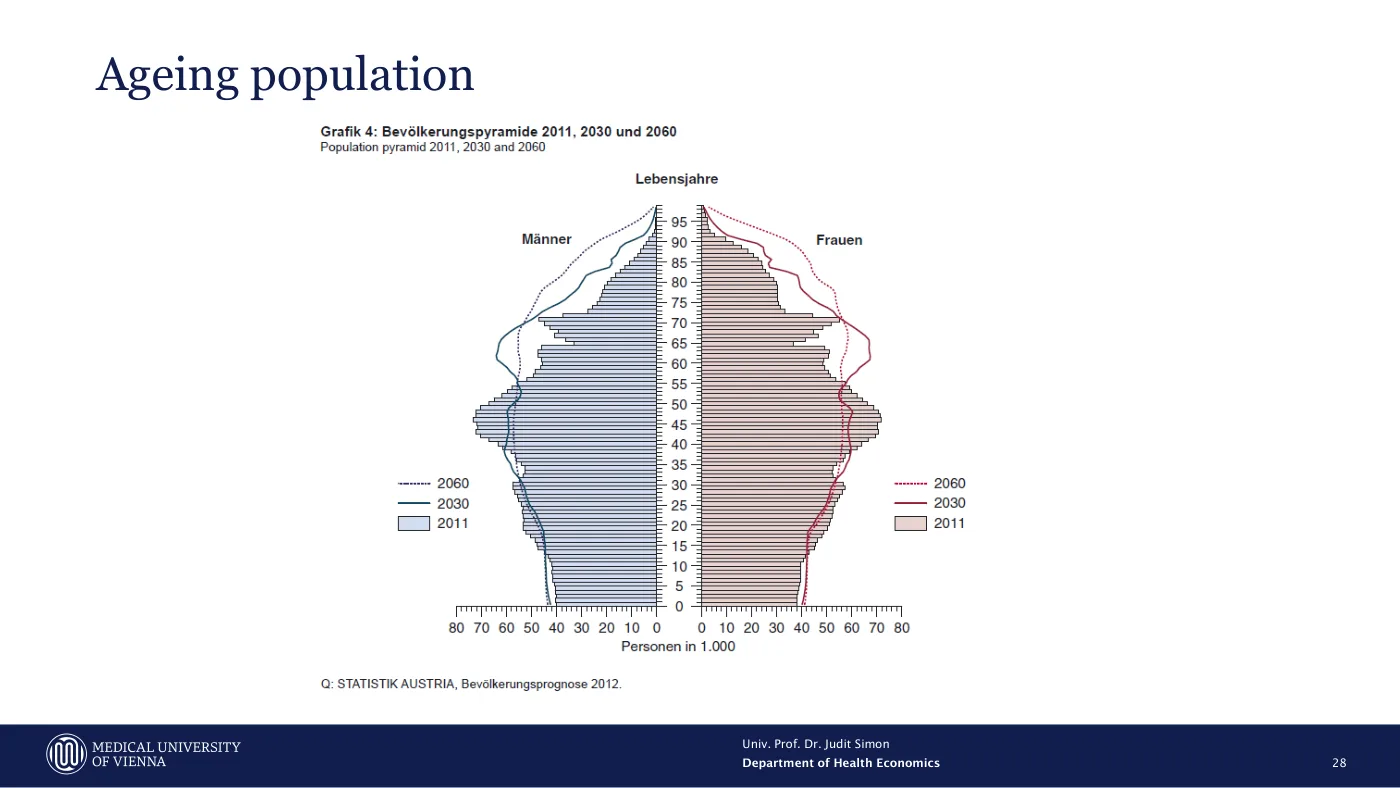 Ageing population
Grafik 4: Bevölkerungspyramide 2011, 2030 und 2060
Population pyramid 2011, 2030 and 2060
Lebensjahre
Männer
Frauen
95
90
85
80
75
70
65
60
55
50
45
40
35
30
25
20
15
10
5
0
2060
2030
2011
2060
2030
2011
80 70 60 50 40 30 20 10 0
0 10 20 30 40 50 60 70 80
Personen in 1.000
Q: STATISTIK AUSTRIA, Bevölkerungsprognose 2012.
MEDICAL UNIVERSITY
OF VIENNA
Univ. Prof. Dr. Judit Simon
Department of Health Economics
28